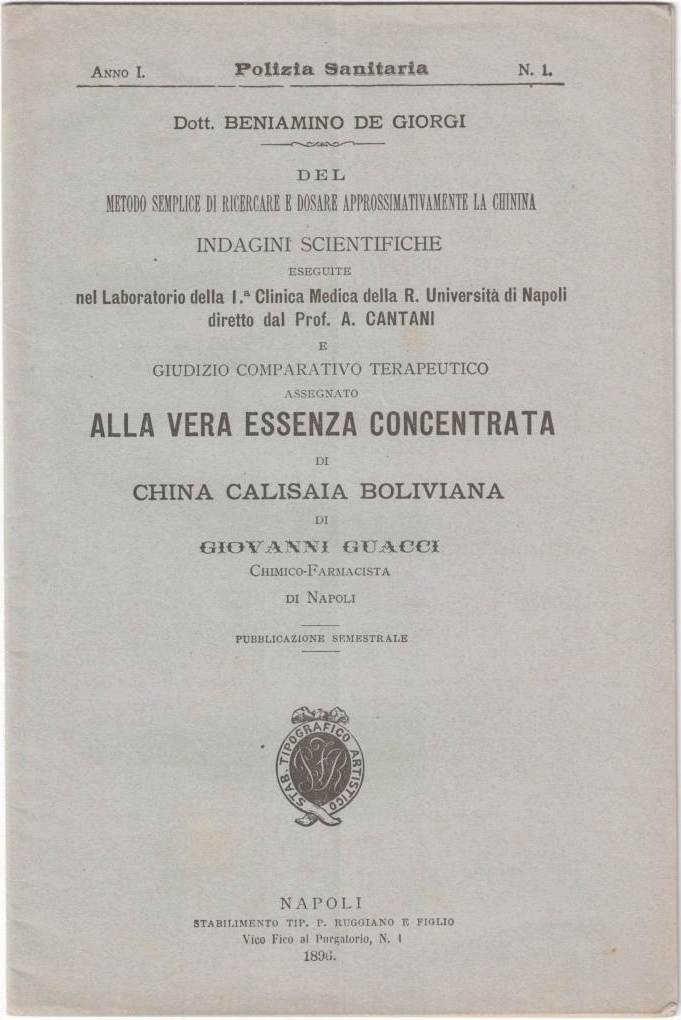 ANNO I. Polizia Sanitaria N. 1.
Dott. BENIAMINO DE GIORGI
DEL
METODO SEMPLICE DI RICERCARE E DOSARE APPROSSIMATIVAMENTE LA CHININA
INDAGINI SCIENTIFICHE
ESEGUITE
nel Laboratorio della I.ª Clinica Medica della R. Università di Napoli
diretto dal Prof. A. CANTANI
E
GIUDIZIO COMPARATIVO TERAPEUTICO
ASSEGNATO
ALLA VERA ESSENZA CONCENTRATA
DI
CHINA CALISAIA BOLIVIANA
DI
GIOVANNI GUACCI
CHIMICO-FARMACISTA
DI NAPOLI
PUBBLICAZIONE SEMESTRALE
STAB. TIPOGRAFICO ARTISTICO
NAPOLI
STABILIMENTO TIP. P. RUGGIANO E FIGLIO
Vico Fico al Purgatorio, N. 4
1896.